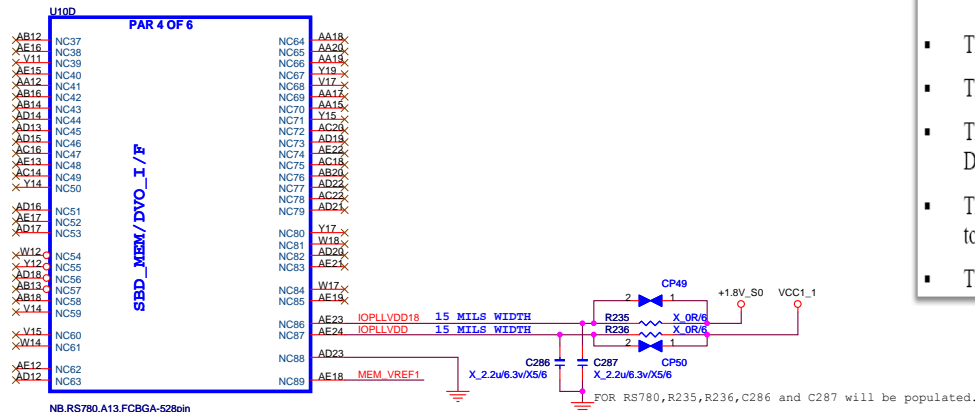 U10D
PAR 4 OF 6
SBD_MEM/DVO_I/F
AB12 NC37
AE16 NC38
V11 NC39
AE15 NC40
AA12 NC41
AB16 NC42
AB14 NC43
AD14 NC44
AD13 NC45
AD15 NC46
AC16 NC47
AE13 NC48
AC14 NC49
Y14 NC50
AD16 NC51
AE17 NC52
AD17 NC53
W12 NC54
Y12 NC55
AD18 NC56
AB13 NC57
AB18 NC58
V14 NC59
V15 NC60
W14 NC61
AE12 NC62
AD12 NC63
NC64 AA18
NC65 AA20
NC66 AA19
NC67 Y19
NC68 V17
NC69 AA17
NC70 AA15
NC71 Y15
NC72 AC20
NC73 AD19
NC74 AE22
NC75 AC18
NC76 AB20
NC77 AD22
NC78 AC22
NC79 AD21
NC80 Y17
NC81 W18
NC82 AD20
NC83 AE21
NC84 W17
NC85 AE19
NC86 AE23 IOPLLVDD18 15 MILS WIDTH
NC87 AE24 IOPLLVDD 15 MILS WIDTH
NC88 AD23
NC89 AE18 MEM_VREF1
CP49
2 1
+1.8V_S0 VCC1_1
R235 X_0R/6
R236 X_0R/6
2 1
CP50
C286 C287
X_2.2u/6.3v/X5/6 X_2.2u/6.3v/X5/6
FOR RS780,R235,R236,C286 and C287 will be populated.
NB,RS780,A13,FCBGA-528pin